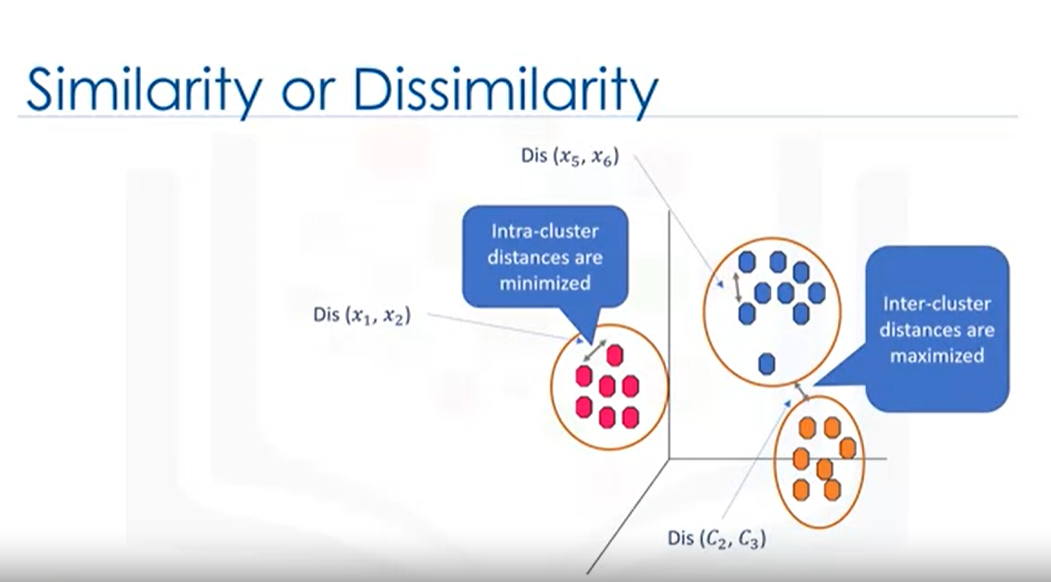 Similarity or Dissimilarity
Dis (x₅, x₆)
Intra-cluster
distances are
minimized
Dis (x₁, x₂)
Inter-cluster
distances are
maximized
Dis (C₂, C₃)